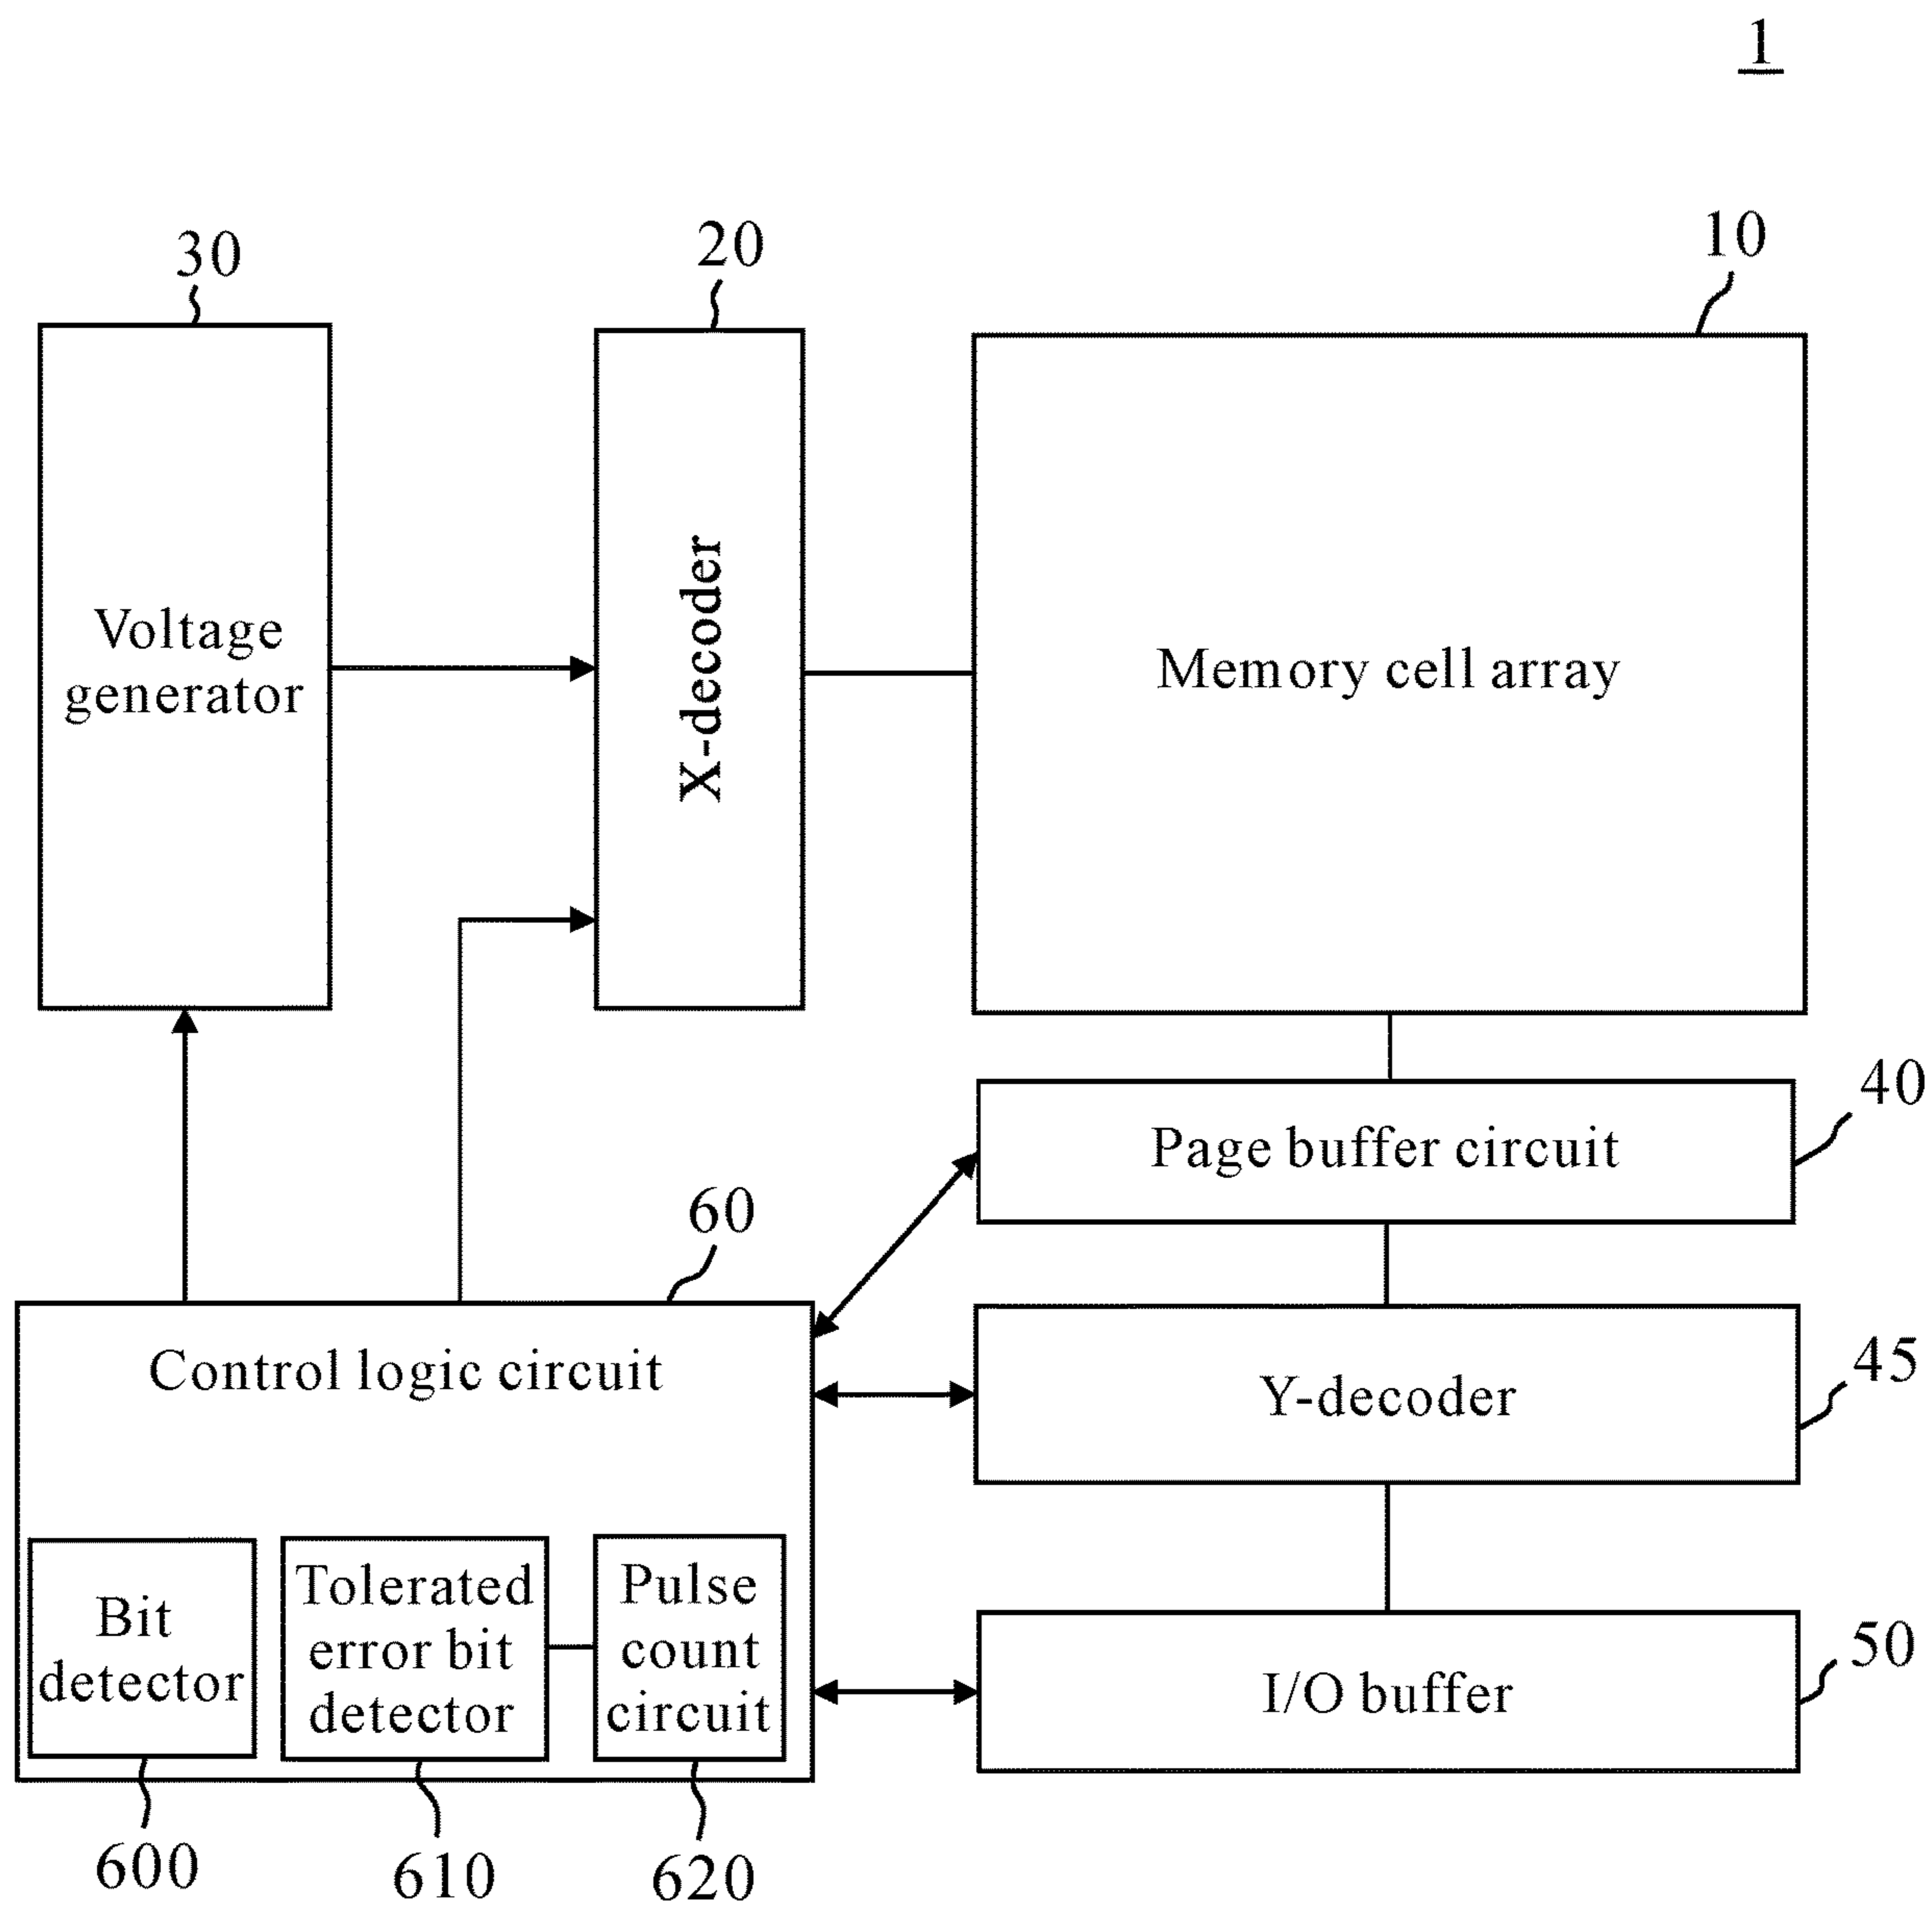 1
30
20
10
Voltage
generator
X-decoder
Memory cell array
40
Page buffer circuit
60
Control logic circuit
45
Y-decoder
Bit
detector
Tolerated
error bit
detector
Pulse
count
circuit
50
I/O buffer
600
610
620